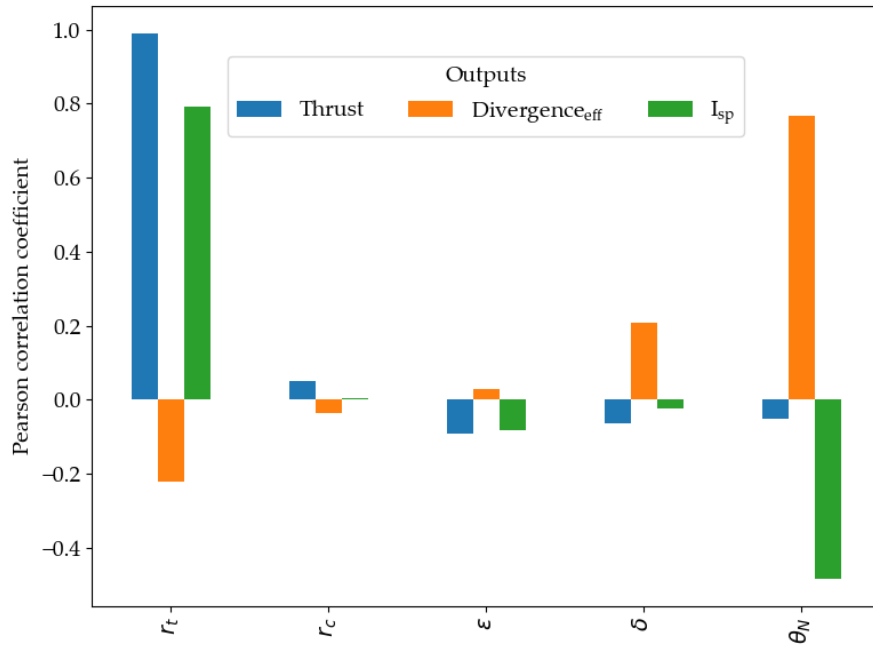 Outputs
Thrust Divergence_eff I_sp
Pearson correlation coefficient
1.0
0.8
0.6
0.4
0.2
0.0
−0.2
−0.4
r_t r_c ε δ θ_N